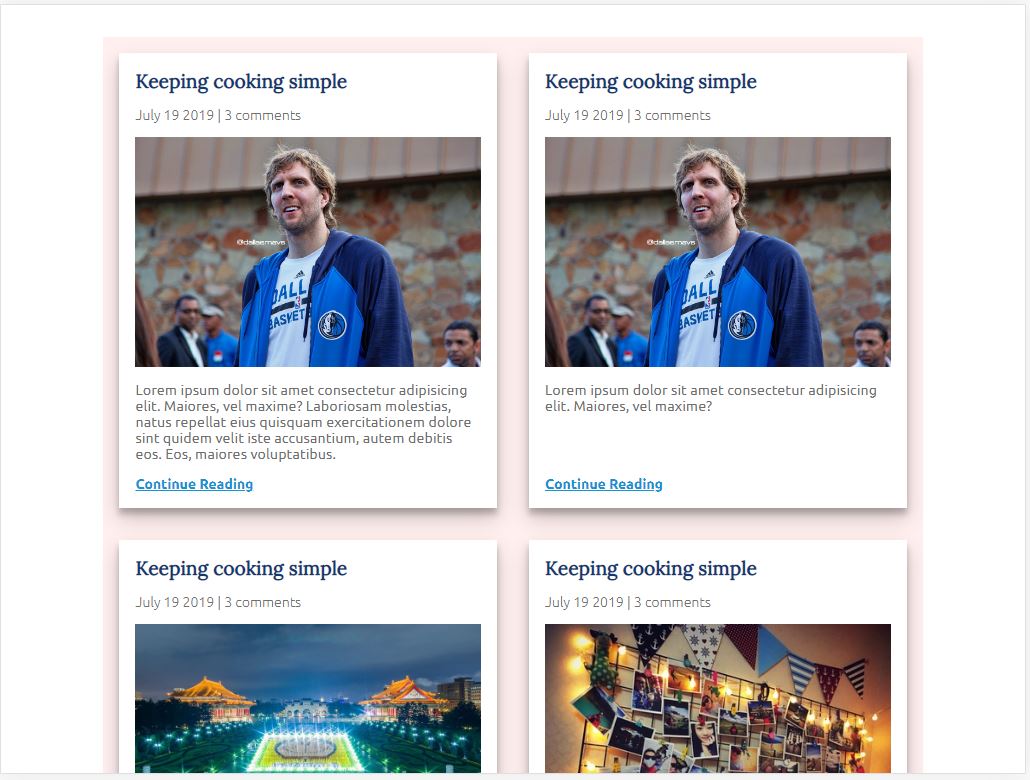 Keeping cooking simple
July 19 2019 | 3 comments
@dallasmavs
DALL
BASKET
Lorem ipsum dolor sit amet consectetur adipisicing
elit. Maiores, vel maxime? Laboriosam molestias,
natus repellat eius quisquam exercitationem dolore
sint quidem velit iste accusantium, autem debitis
eos. Eos, maiores voluptatibus.
Continue Reading
Keeping cooking simple
July 19 2019 | 3 comments
@dallasmavs
DALL
BASKET
Lorem ipsum dolor sit amet consectetur adipisicing
elit. Maiores, vel maxime?
Continue Reading
Keeping cooking simple
July 19 2019 | 3 comments
Keeping cooking simple
July 19 2019 | 3 comments